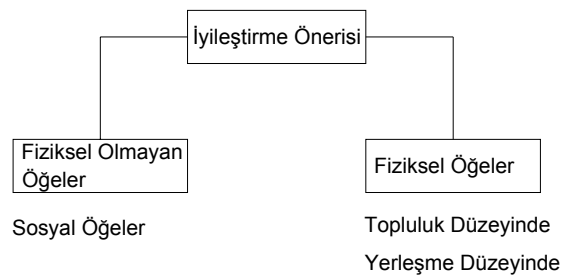 İyileştirme Önerisi
Fiziksel Olmayan
Öğeler
Sosyal Öğeler
Fiziksel Öğeler
Topluluk Düzeyinde
Yerleşme Düzeyinde